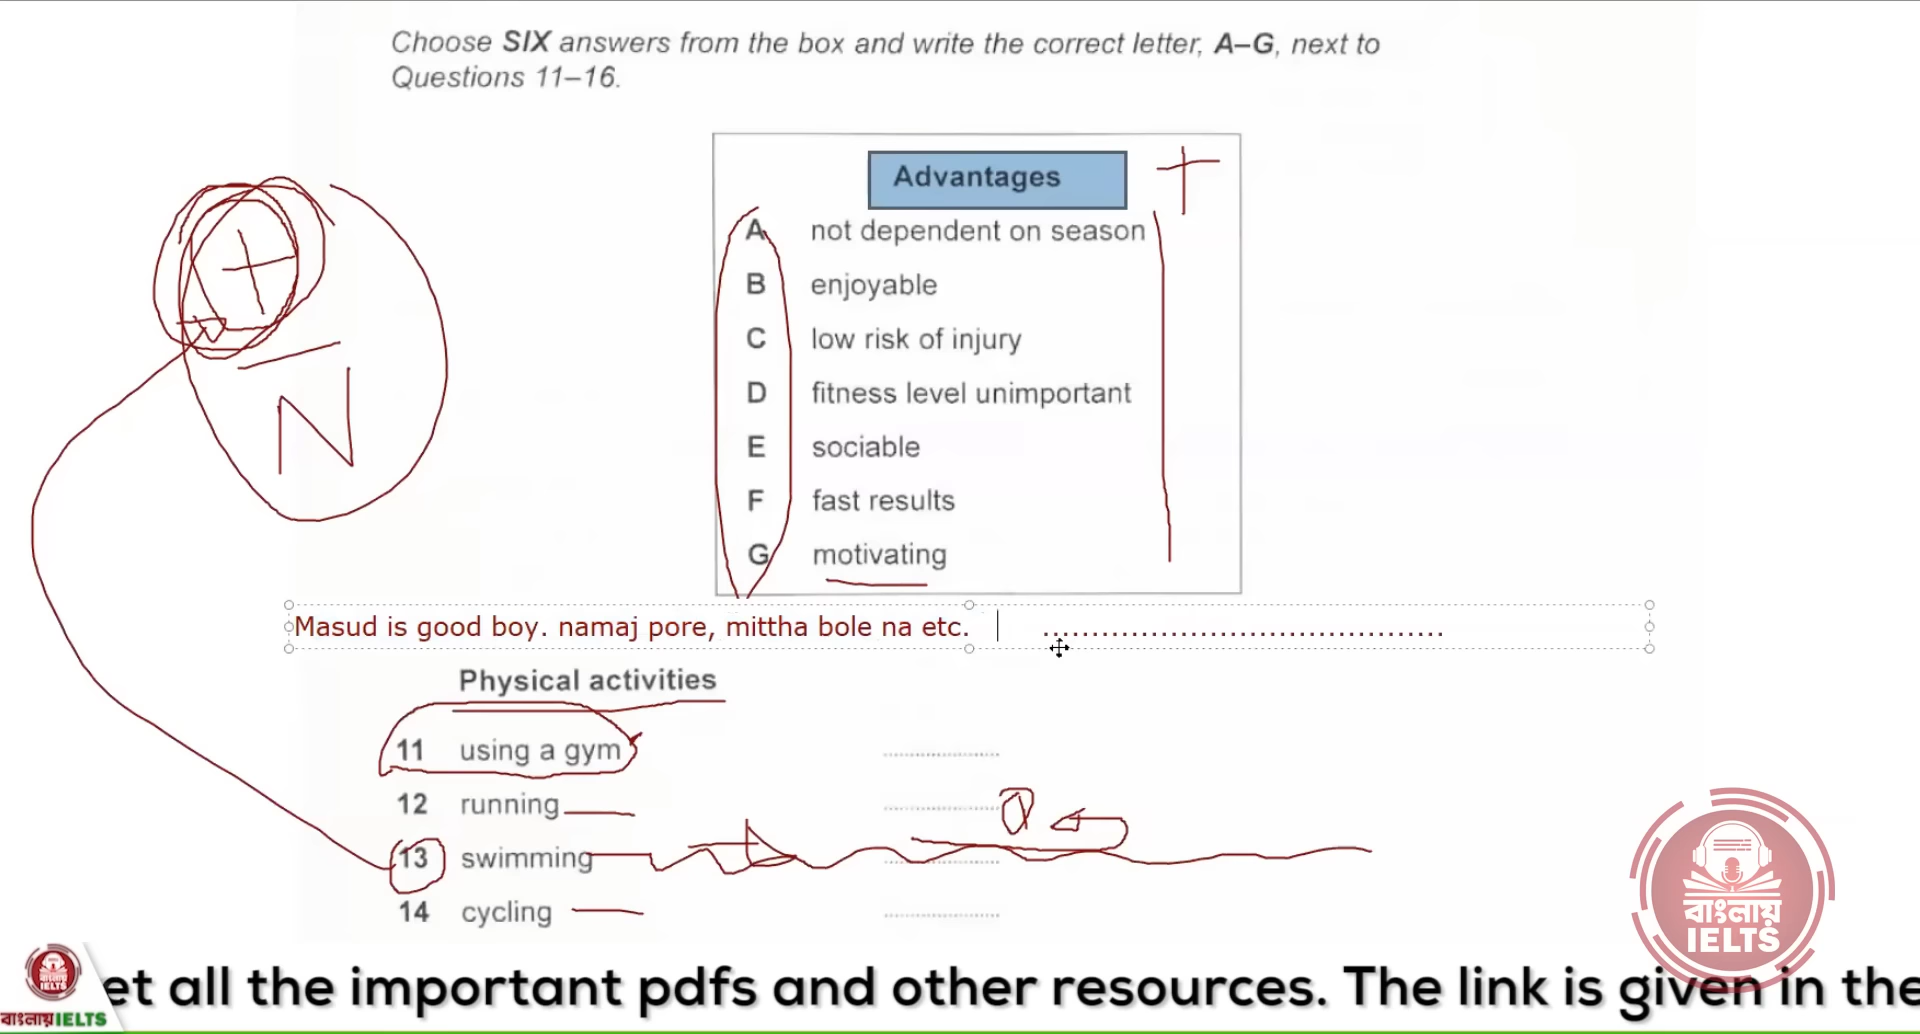 Choose SIX answers from the box and write the correct letter, A–G, next to
Questions 11–16.
Advantages
A not dependent on season
B enjoyable
C low risk of injury
D fitness level unimportant
E sociable
F fast results
G motivating
Masud is good boy. namaj pore, mittha bole na etc. ......................................
Physical activities
11 using a gym ......................
12 running ......................
13 swimming ......................
14 cycling ......................
+
N
বাংলায়
IELTS
et all the important pdfs and other resources. The link is given in the
বাংলায়
IELTS
বাংলায় IELTS